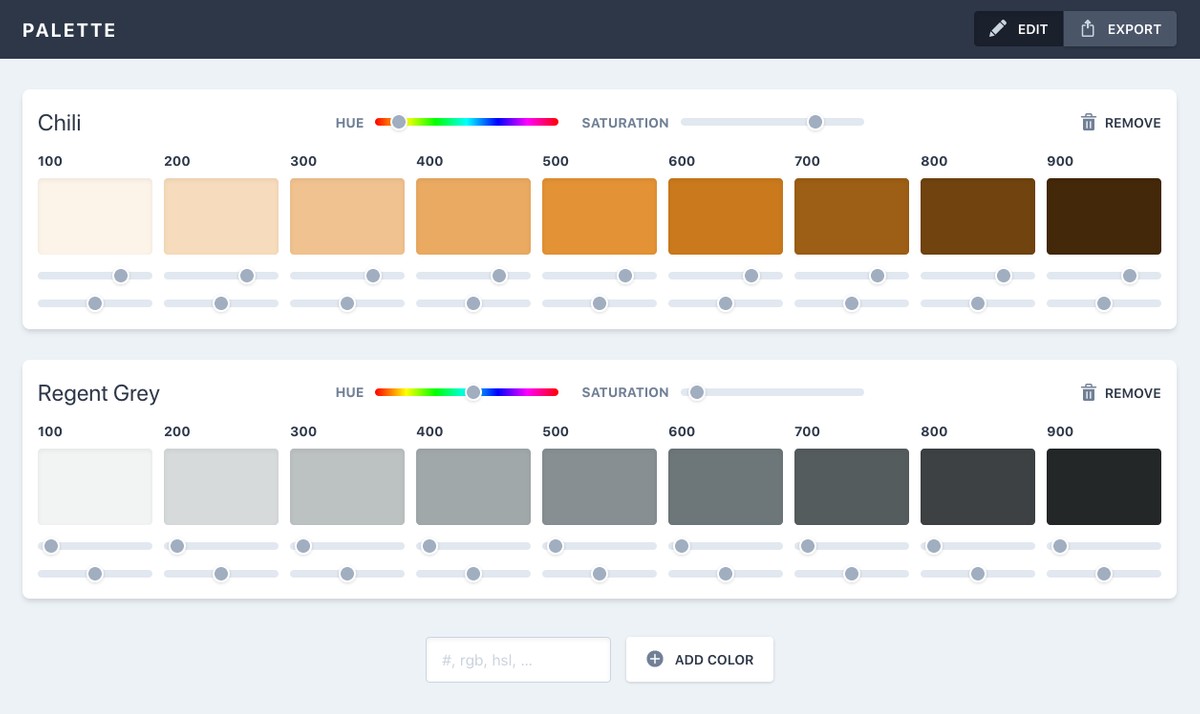 PALETTE
EDIT EXPORT
Chili HUE SATURATION REMOVE
100 200 300 400 500 600 700 800 900
Regent Grey HUE SATURATION REMOVE
100 200 300 400 500 600 700 800 900
#, rgb, hsl, ... ADD COLOR